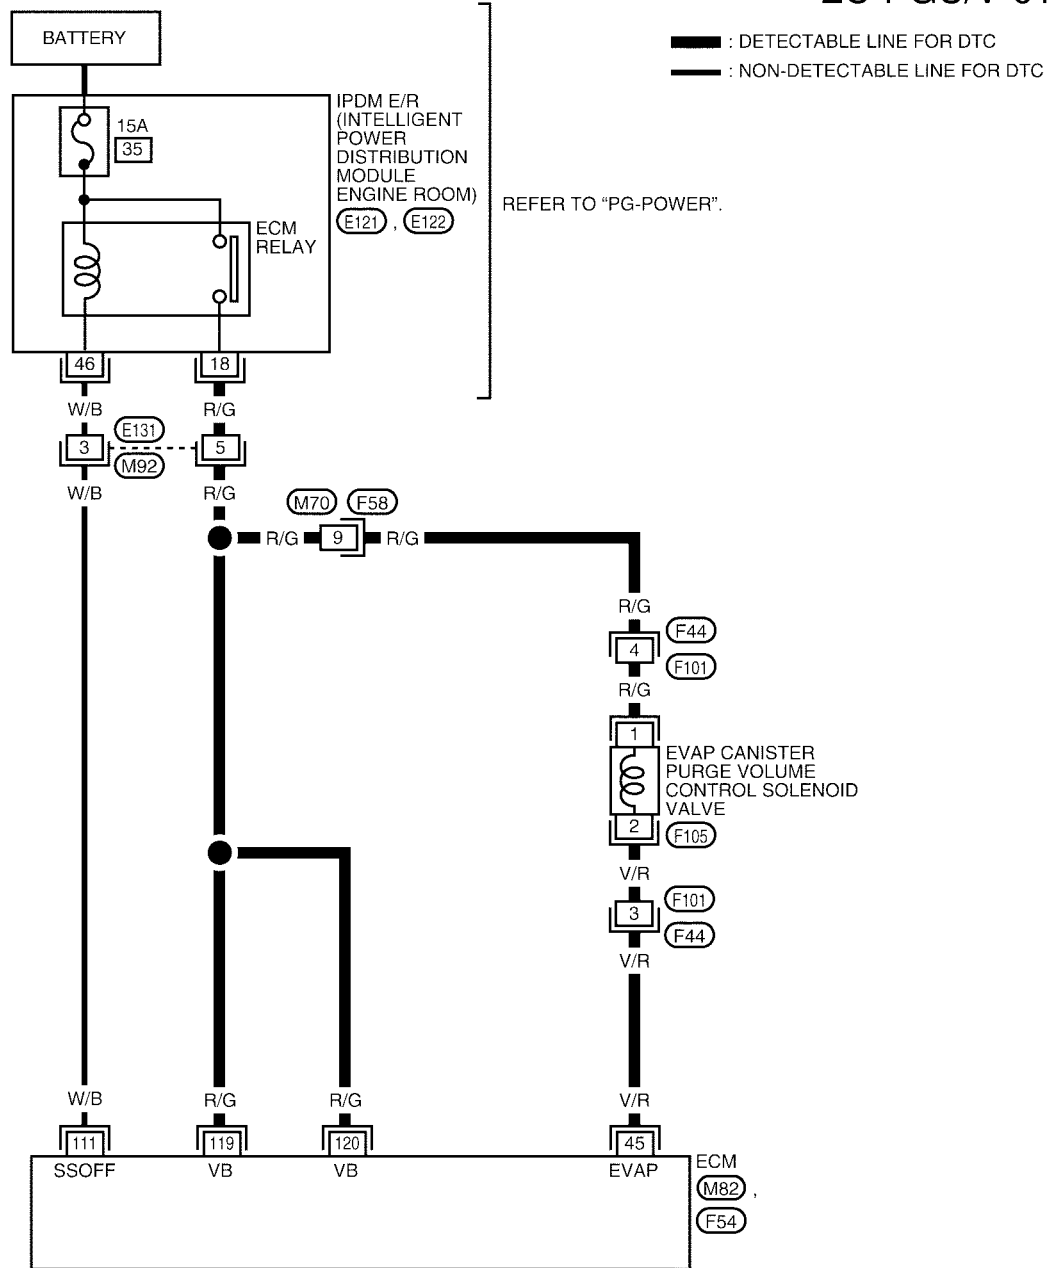 BATTERY
: DETECTABLE LINE FOR DTC
: NON-DETECTABLE LINE FOR DTC
15A
35
IPDM E/R
(INTELLIGENT
POWER
DISTRIBUTION
MODULE
ENGINE ROOM)
E121 , E122
REFER TO “PG-POWER”.
ECM
RELAY
46 18
W/B R/G
3 E131 5
M92
W/B R/G
M70 F58
R/G 9 R/G
R/G
4 F44
F101
R/G
1
EVAP CANISTER
PURGE VOLUME
CONTROL SOLENOID
VALVE
2 F105
V/R
3 F101
F44
V/R
W/B R/G R/G V/R
111 119 120 45
SSOFF VB VB EVAP
ECM
M82 ,
F54